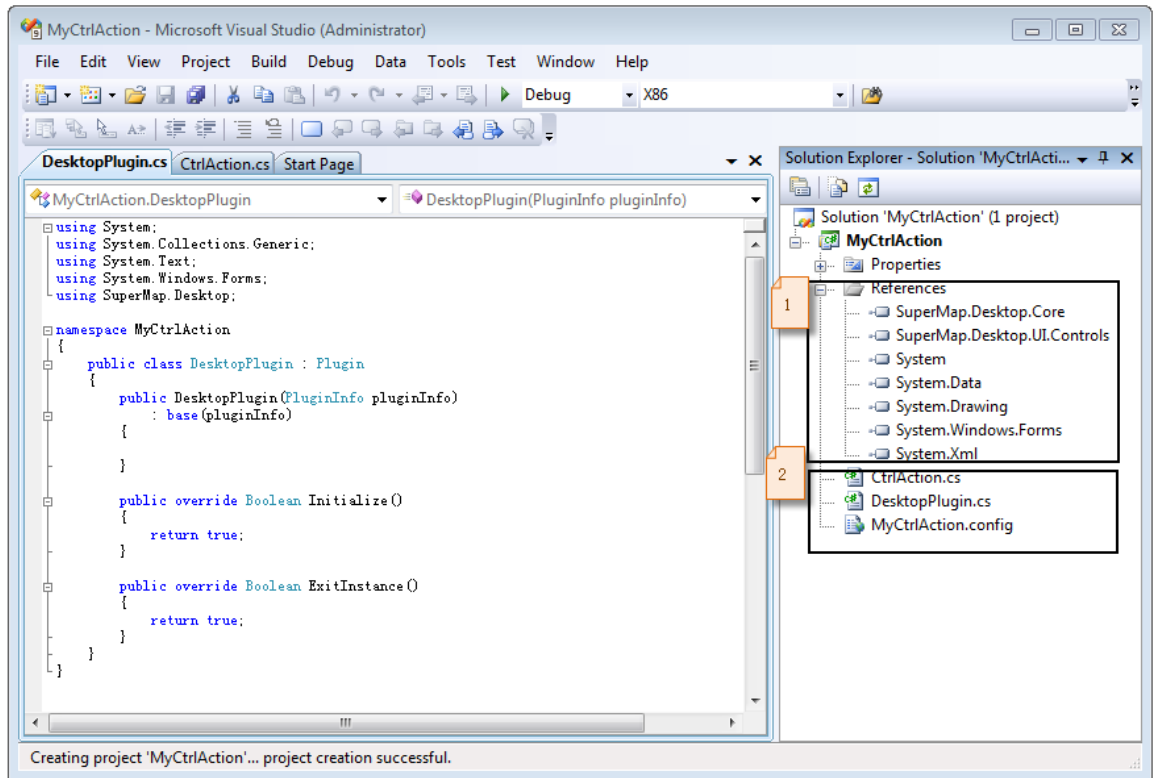 MyCtrlAction - Microsoft Visual Studio (Administrator)
File Edit View Project Build Debug Data Tools Test Window Help
Debug X86
DesktopPlugin.cs CtrlAction.cs Start Page
MyCtrlAction.DesktopPlugin DesktopPlugin(PluginInfo pluginInfo)
using System;
using System.Collections.Generic;
using System.Text;
using System.Windows.Forms;
using SuperMap.Desktop;
namespace MyCtrlAction
{
public class DesktopPlugin : Plugin
{
public DesktopPlugin(PluginInfo pluginInfo)
: base(pluginInfo)
{
}
public override Boolean Initialize()
{
return true;
}
public override Boolean ExitInstance()
{
return true;
}
}
}
Solution Explorer - Solution 'MyCtrlActi...
Solution 'MyCtrlAction' (1 project)
MyCtrlAction
Properties
References
1
SuperMap.Desktop.Core
SuperMap.Desktop.UI.Controls
System
System.Data
System.Drawing
System.Windows.Forms
System.Xml
2
CtrlAction.cs
DesktopPlugin.cs
MyCtrlAction.config
Creating project 'MyCtrlAction'... project creation successful.